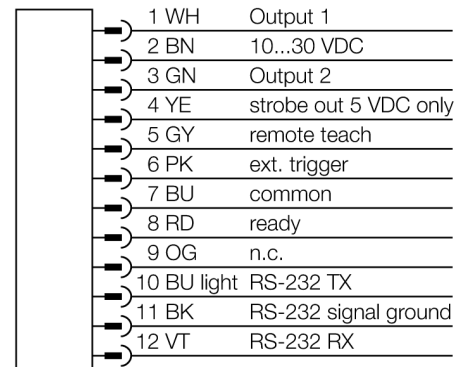 1 WH Output 1
2 BN 10...30 VDC
3 GN Output 2
4 YE strobe out 5 VDC only
5 GY remote teach
6 PK ext. trigger
7 BU common
8 RD ready
9 OG n.c.
10 BU light RS-232 TX
11 BK RS-232 signal ground
12 VT RS-232 RX